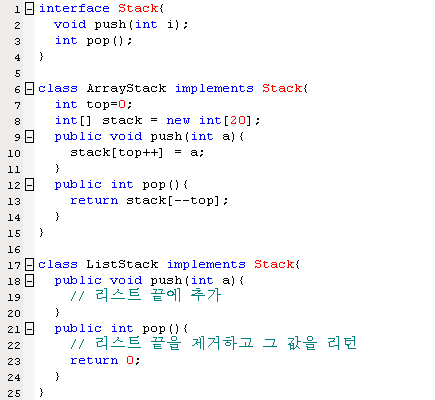 1 interface Stack{
2 void push(int i);
3 int pop();
4 }
5
6 class ArrayStack implements Stack{
7 int top=0;
8 int[] stack = new int[20];
9 public void push(int a){
10 stack[top++] = a;
11 }
12 public int pop(){
13 return stack[--top];
14 }
15 }
16
17 class ListStack implements Stack{
18 public void push(int a){
19 // 리스트 끝에 추가
20 }
21 public int pop(){
22 // 리스트 끝을 제거하고 그 값을 리턴
23 return 0;
24 }
25 }